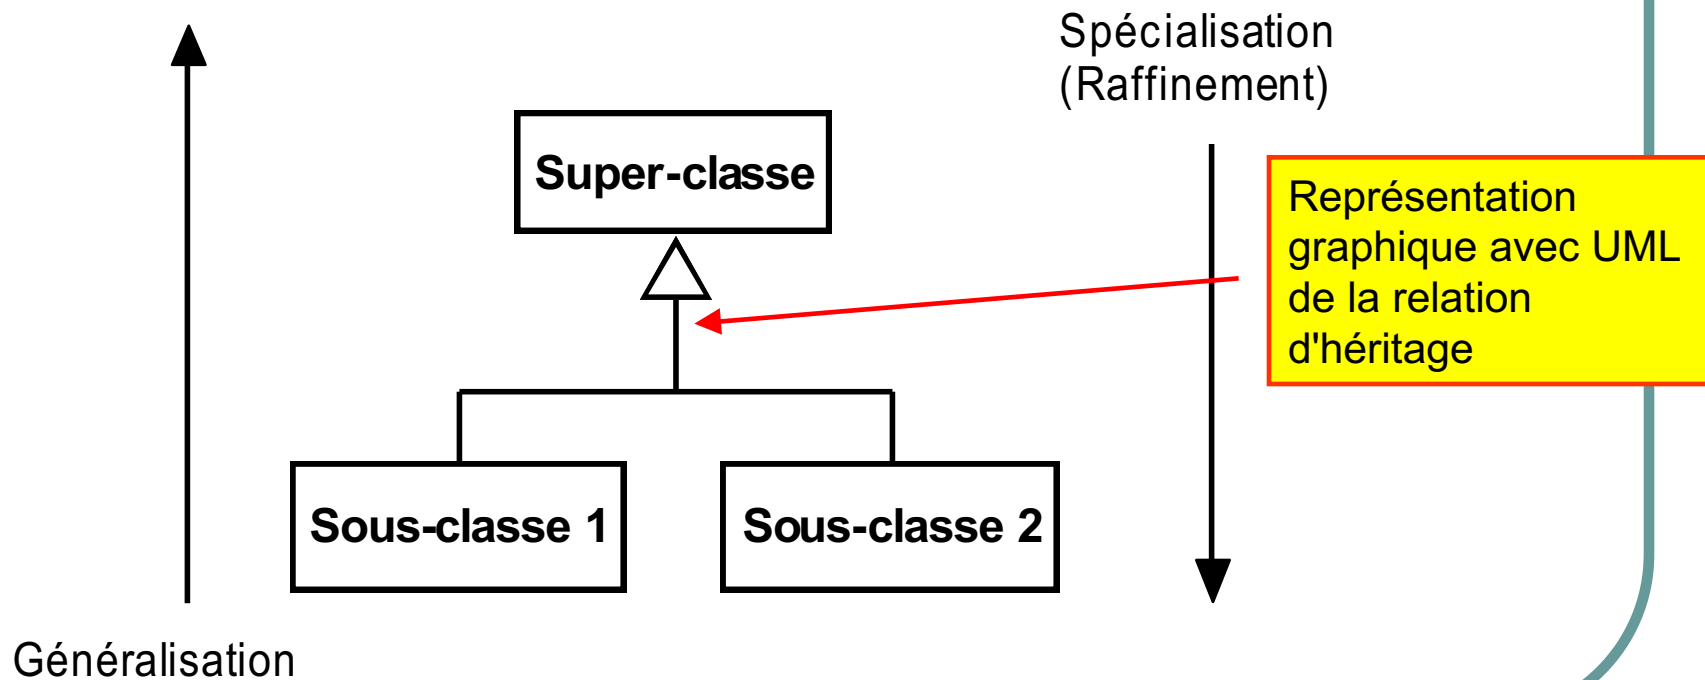 Spécialisation
(Raffinement)
Super-classe
Représentation
graphique avec UML
de la relation
d'héritage
Sous-classe 1
Sous-classe 2
Généralisation